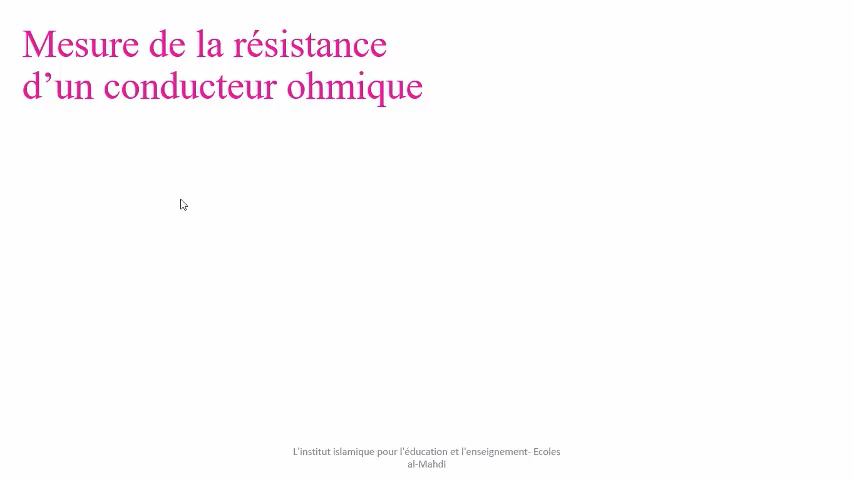 Mesure de la résistance
d’un conducteur ohmique
L'institut islamique pour l'éducation et l'enseignement- Ecoles
al-Mahdi